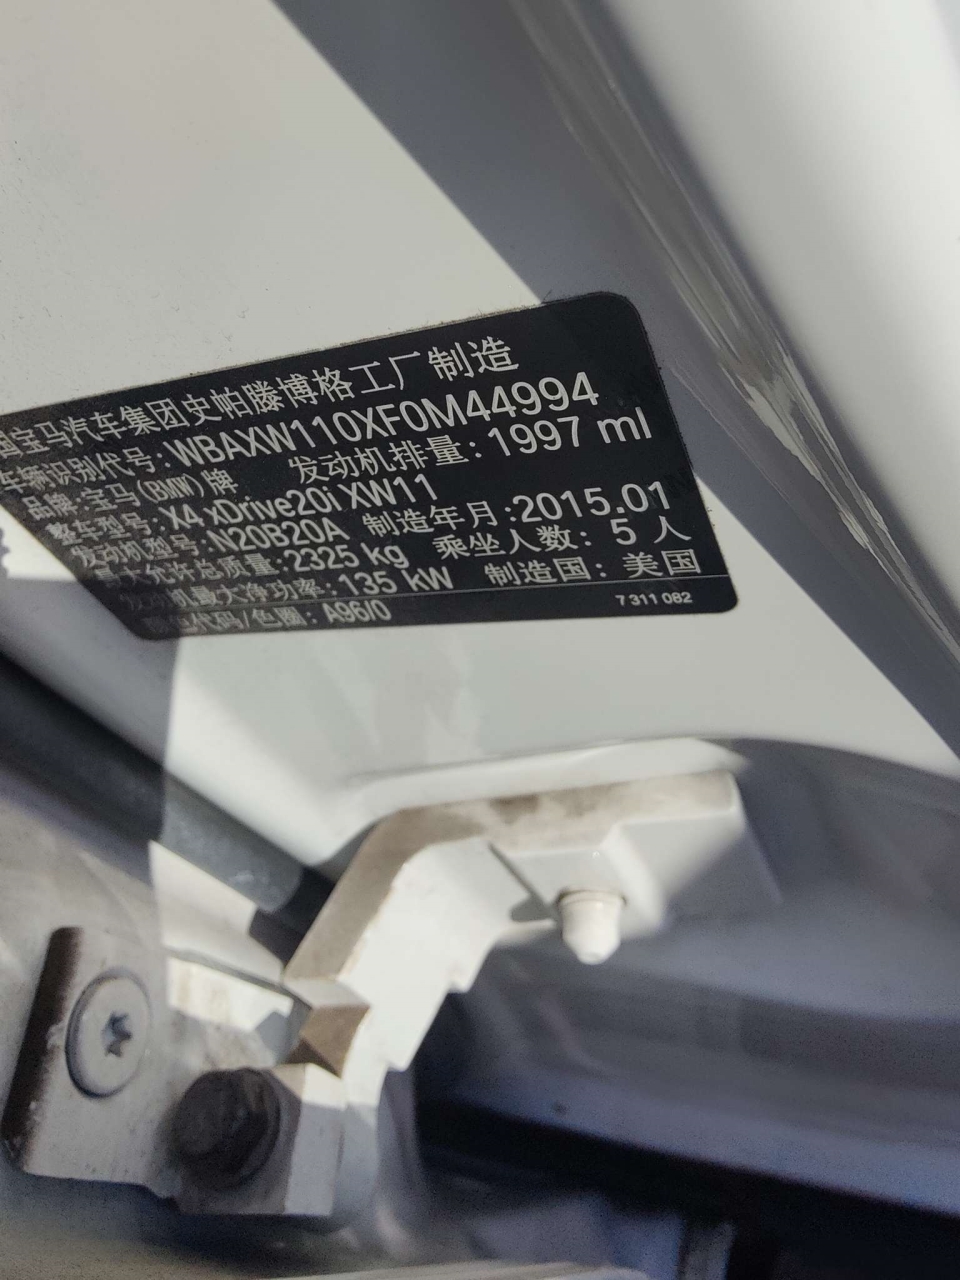 国宝马汽车集团史帕滕博格工厂制造
车辆识别代号: WBAXW110XF0M44994
品牌: 宝马(BMW)牌 发动机排量: 1997 ml
整车型号: X4 xDrive20i XW11
发动机型号: N20B20A 制造年月: 2015.01
最大允许总质量: 2325 kg 乘坐人数: 5 人
发动机最大净功率: 135 kW 制造国: 美国
代码/色圈: A96/0 7 311 082